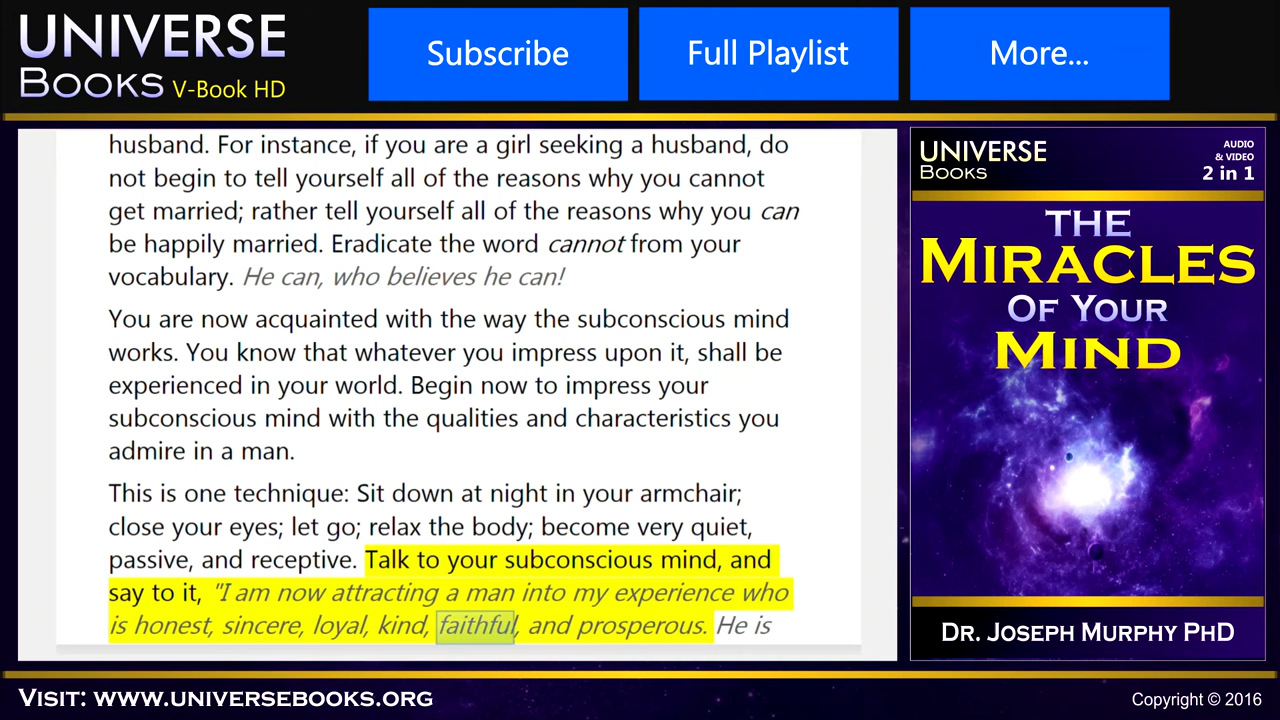 UNIVERSE
BOOKS V-Book HD
Subscribe
Full Playlist
More...
husband. For instance, if you are a girl seeking a husband, do
not begin to tell yourself all of the reasons why you cannot
get married; rather tell yourself all of the reasons why you can
be happily married. Eradicate the word cannot from your
vocabulary. He can, who believes he can!
You are now acquainted with the way the subconscious mind
works. You know that whatever you impress upon it, shall be
experienced in your world. Begin now to impress your
subconscious mind with the qualities and characteristics you
admire in a man.
This is one technique: Sit down at night in your armchair;
close your eyes; let go; relax the body; become very quiet,
passive, and receptive. Talk to your subconscious mind, and
say to it, "I am now attracting a man into my experience who
is honest, sincere, loyal, kind, faithful, and prosperous. He is
UNIVERSE
BOOKS
AUDIO
& VIDEO
2 in 1
THE
MIRACLES
OF YOUR
MIND
DR. JOSEPH MURPHY PHD
VISIT: WWW.UNIVERSEBOOKS.ORG
Copyright © 2016